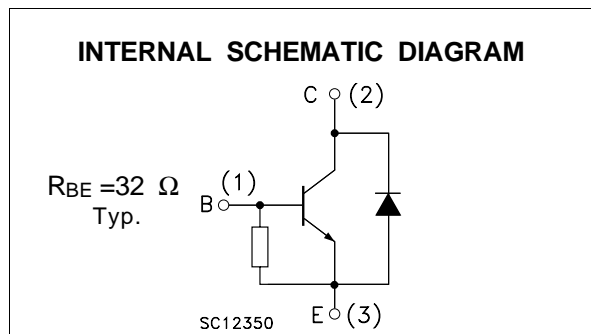 INTERNAL SCHEMATIC DIAGRAM
C (2)
RBE =32 Ω
Typ.
(1)
B
SC12350
E (3)